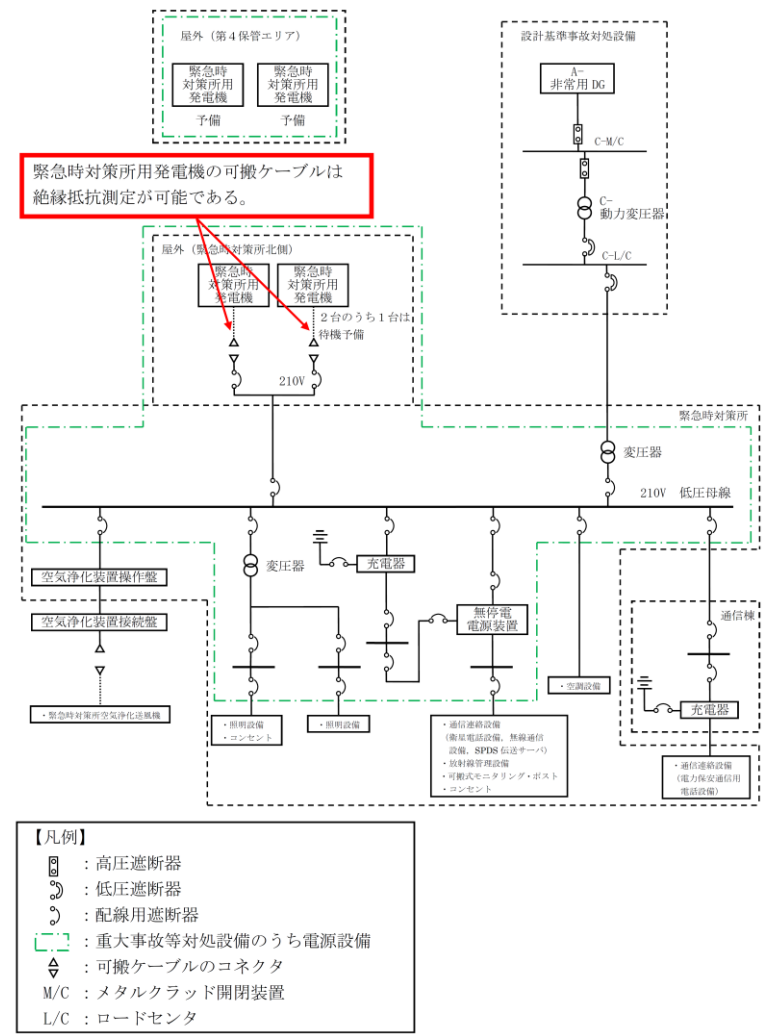 屋外（第４保管エリア）
緊急時
対策所用
発電機
予備
緊急時
対策所用
発電機
予備
設計基準事故対処設備
A-
非常用 DG
C-M/C
C-
動力変圧器
C-L/C
緊急時対策所用発電機の可搬ケーブルは
絶縁抵抗測定が可能である。
屋外（緊急時対策所北側）
緊急時
対策所用
発電機
緊急時
対策所用
発電機
２台のうち１台は
待機予備
210V
緊急時対策所
変圧器
210V　低圧母線
空気浄化装置操作盤
空気浄化装置接続盤
・緊急時対策所空気浄化送風機
変圧器
充電器
無停電
電源装置
・照明設備
・コンセント
・照明設備
・通信連絡設備
（衛星電話設備、無線通信
設備、SPDS 伝送サーバ）
・放射線管理設備
・可搬式モニタリング・ポスト
・コンセント
・空調設備
通信棟
充電器
・通信連絡設備
（電力保安通信用
電話設備）
【凡例】
：高圧遮断器
：低圧遮断器
：配線用遮断器
：重大事故等対処設備のうち電源設備
：可搬ケーブルのコネクタ
M/C ：メタルクラッド開閉装置
L/C ：ロードセンタ